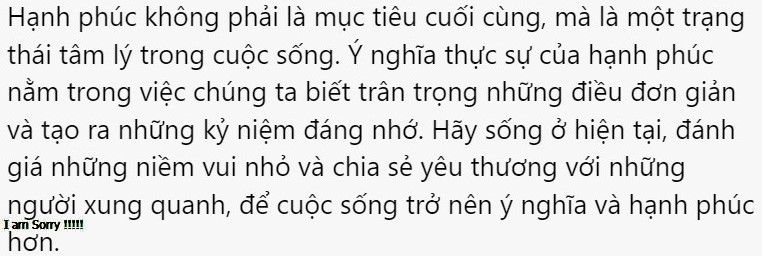 Hạnh phúc không phải là mục tiêu cuối cùng, mà là một trạng
thái tâm lý trong cuộc sống. Ý nghĩa thực sự của hạnh phúc
nằm trong việc chúng ta biết trân trọng những điều đơn giản
và tạo ra những kỷ niệm đáng nhớ. Hãy sống ở hiện tại, đánh
giá những niềm vui nhỏ và chia sẻ yêu thương với những
người xung quanh, để cuộc sống trở nên ý nghĩa và hạnh phúc
I am Sorry !!!!!
hơn.